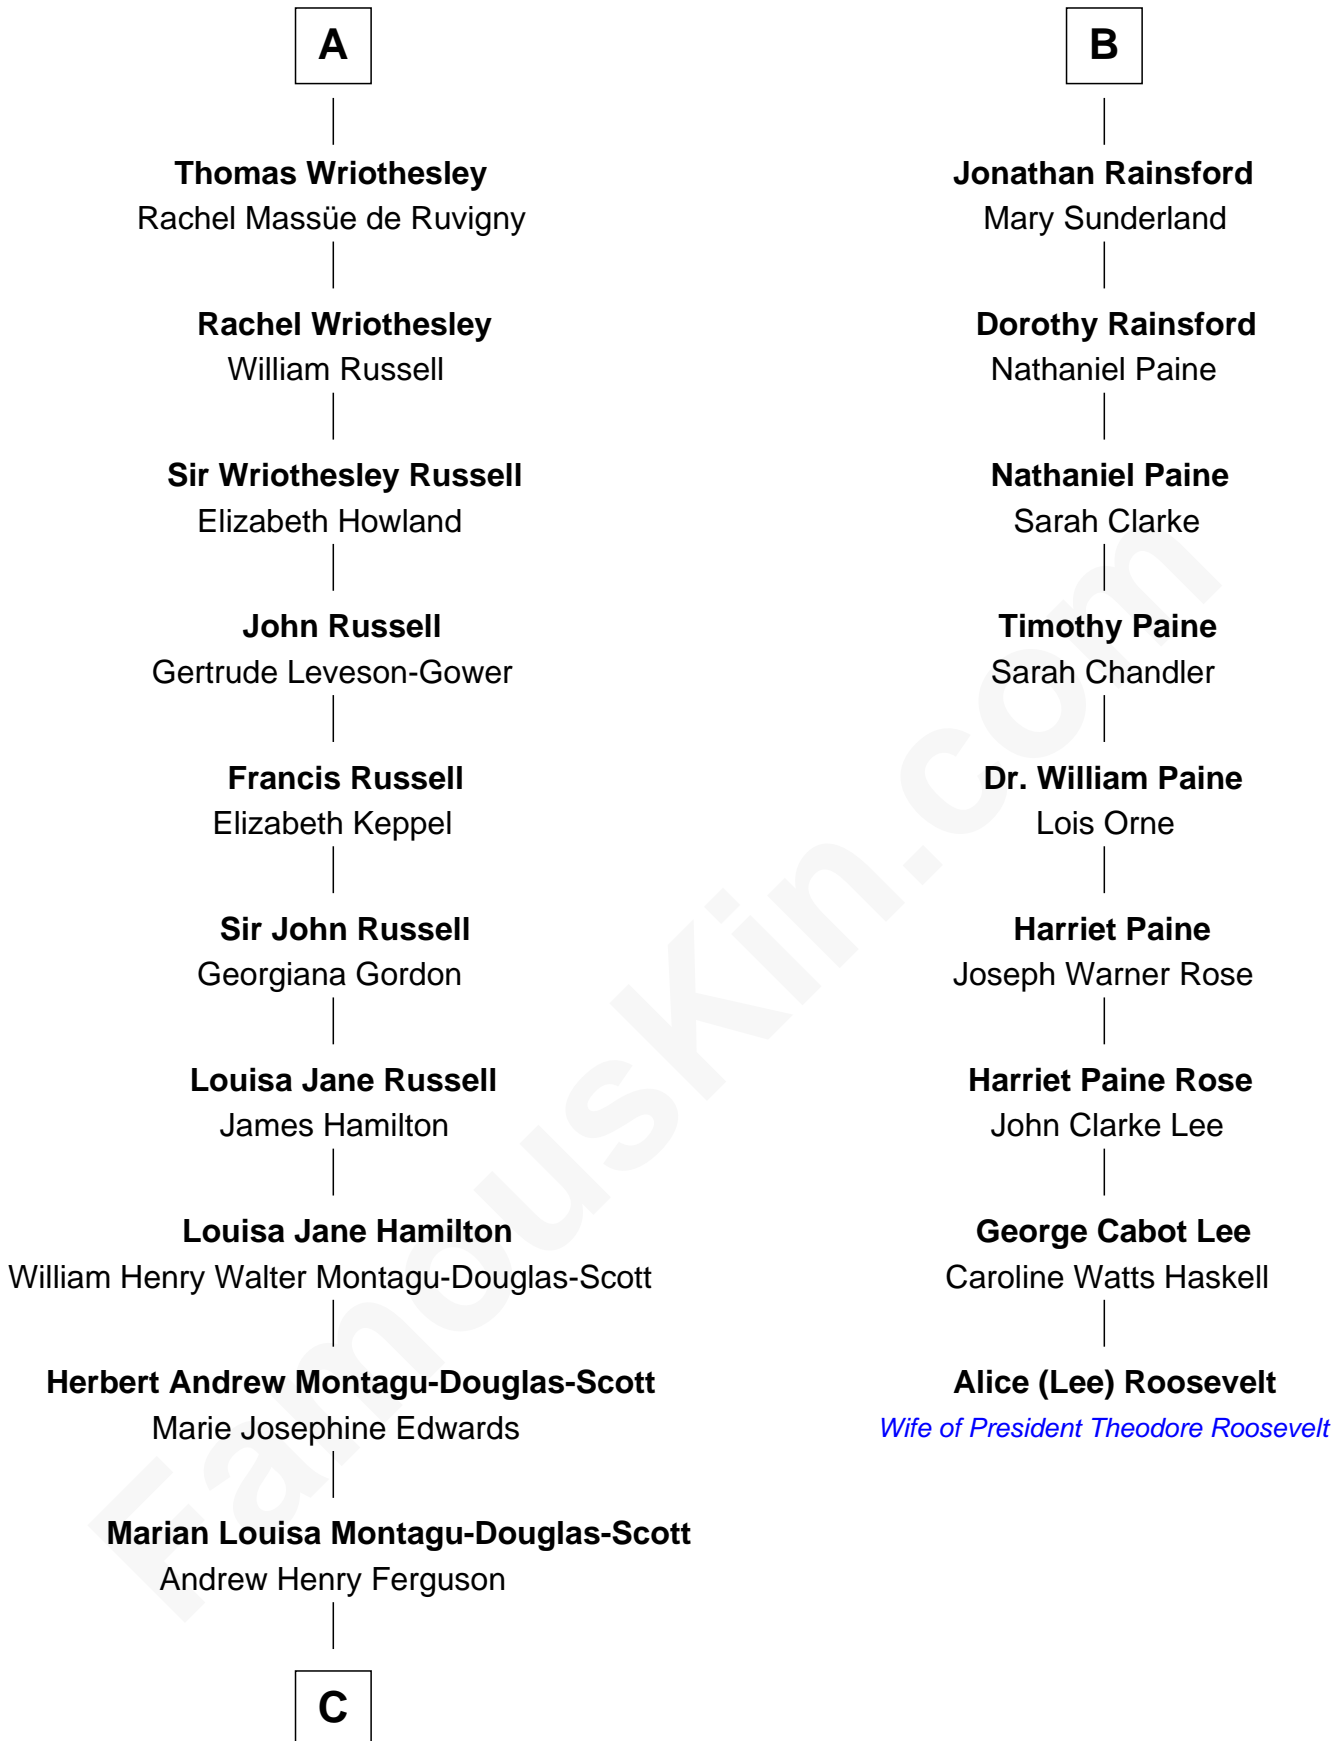 A
Thomas Wriothesley
Rachel Massüe de Ruvigny
Rachel Wriothesley
William Russell
Sir Wriothesley Russell
Elizabeth Howland
John Russell
Gertrude Leveson-Gower
Francis Russell
Elizabeth Keppel
Sir John Russell
Georgiana Gordon
Louisa Jane Russell
James Hamilton
Louisa Jane Hamilton
William Henry Walter Montagu-Douglas-Scott
Herbert Andrew Montagu-Douglas-Scott
Marie Josephine Edwards
Marian Louisa Montagu-Douglas-Scott
Andrew Henry Ferguson
C
B
Jonathan Rainsford
Mary Sunderland
Dorothy Rainsford
Nathaniel Paine
Nathaniel Paine
Sarah Clarke
Timothy Paine
Sarah Chandler
Dr. William Paine
Lois Orne
Harriet Paine
Joseph Warner Rose
Harriet Paine Rose
John Clarke Lee
George Cabot Lee
Caroline Watts Haskell
Alice (Lee) Roosevelt
Wife of President Theodore Roosevelt
FamousKin.com